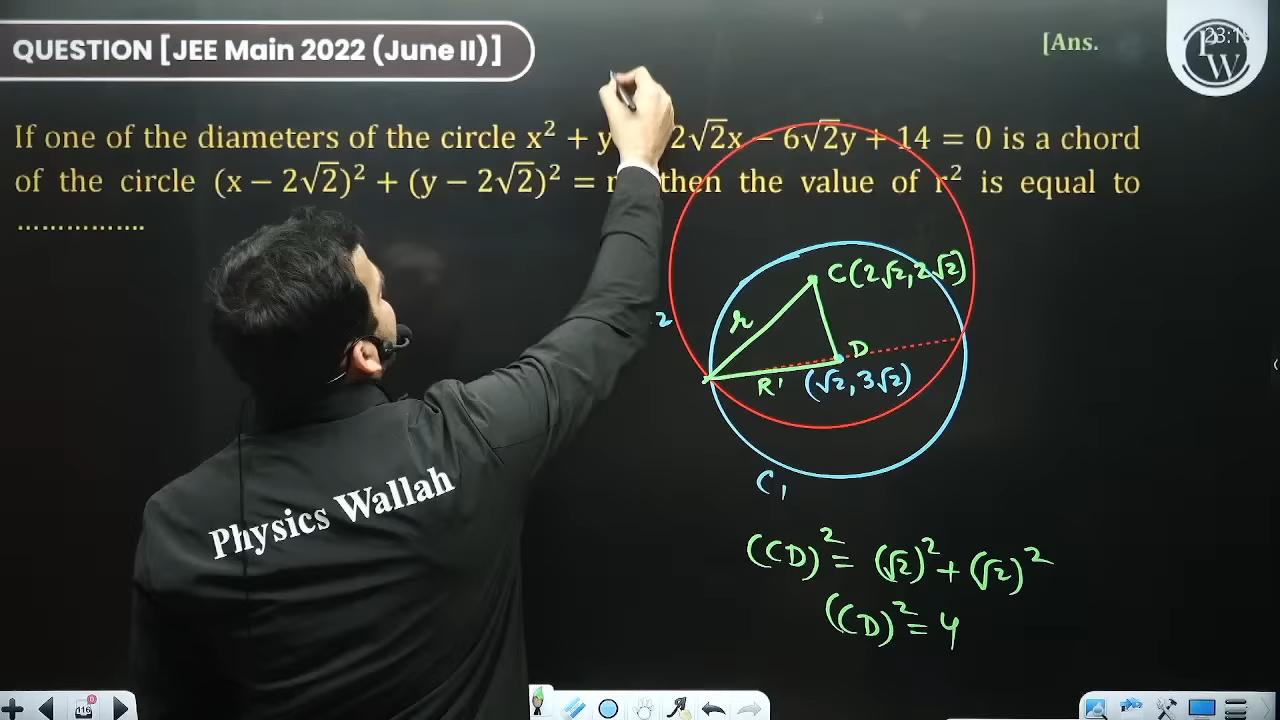 QUESTION [JEE Main 2022 (June II)]
[Ans.
23:1
P
W
If one of the diameters of the circle x² + y 2√2x − 6√2y + 14 = 0 is a chord
of the circle (x − 2√2)² + (y − 2√2)² = r then the value of r² is equal to
...............
C(2√2, 2√2)
r
2
D
R' (√2, 3√2)
C₁
Physics Wallah
(CD)² = (√2)² + (√2)²
(CD)² = 4
116